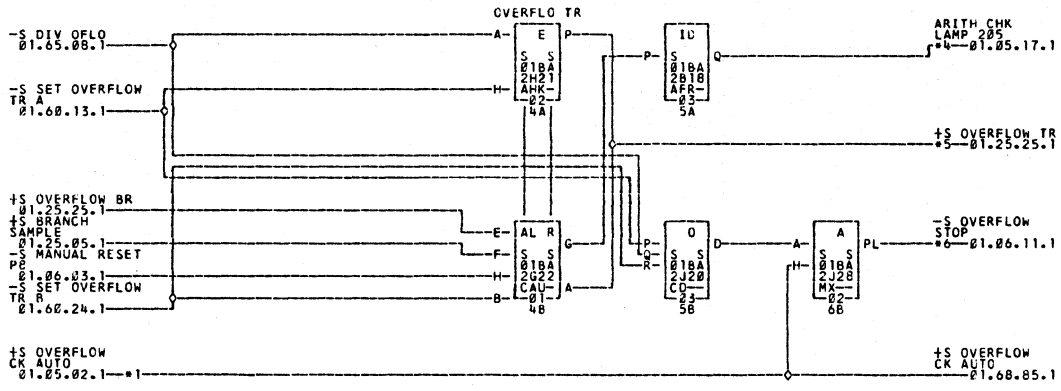 OVERFLO TR
-S DIV OFLO
01.65.08.1
-S SET OVERFLOW
TR A
01.60.13.1
+S OVERFLOW BR
01.25.25.1
+S BRANCH
SAMPLE
01.25.05.1
-S MANUAL RESET
P6
01.06.03.1
-S SET OVERFLOW
TR B
01.60.24.1
+S OVERFLOW
CK AUTO
01.05.02.1 *1
A E P
S S
01BA
2H21
H AHK-
02
4A
ID
P S Q
01BA
2B18
AFR-
03
5A
E AL R
F S S G
01BA
H 2G22
CAU- A
B 01
4B
P O D
Q S S
R 01BA
2J20
CD--
03
5B
A A PL
S S
H 01BA
2J28
MX--
02
6B
ARITH CHK
LAMP 205
*4 01.05.17.1
+S OVERFLOW TR
*5 01.25.25.1
-S OVERFLOW
STOP
*6 01.06.11.1
+S OVERFLOW
CK AUTO
01.68.85.1